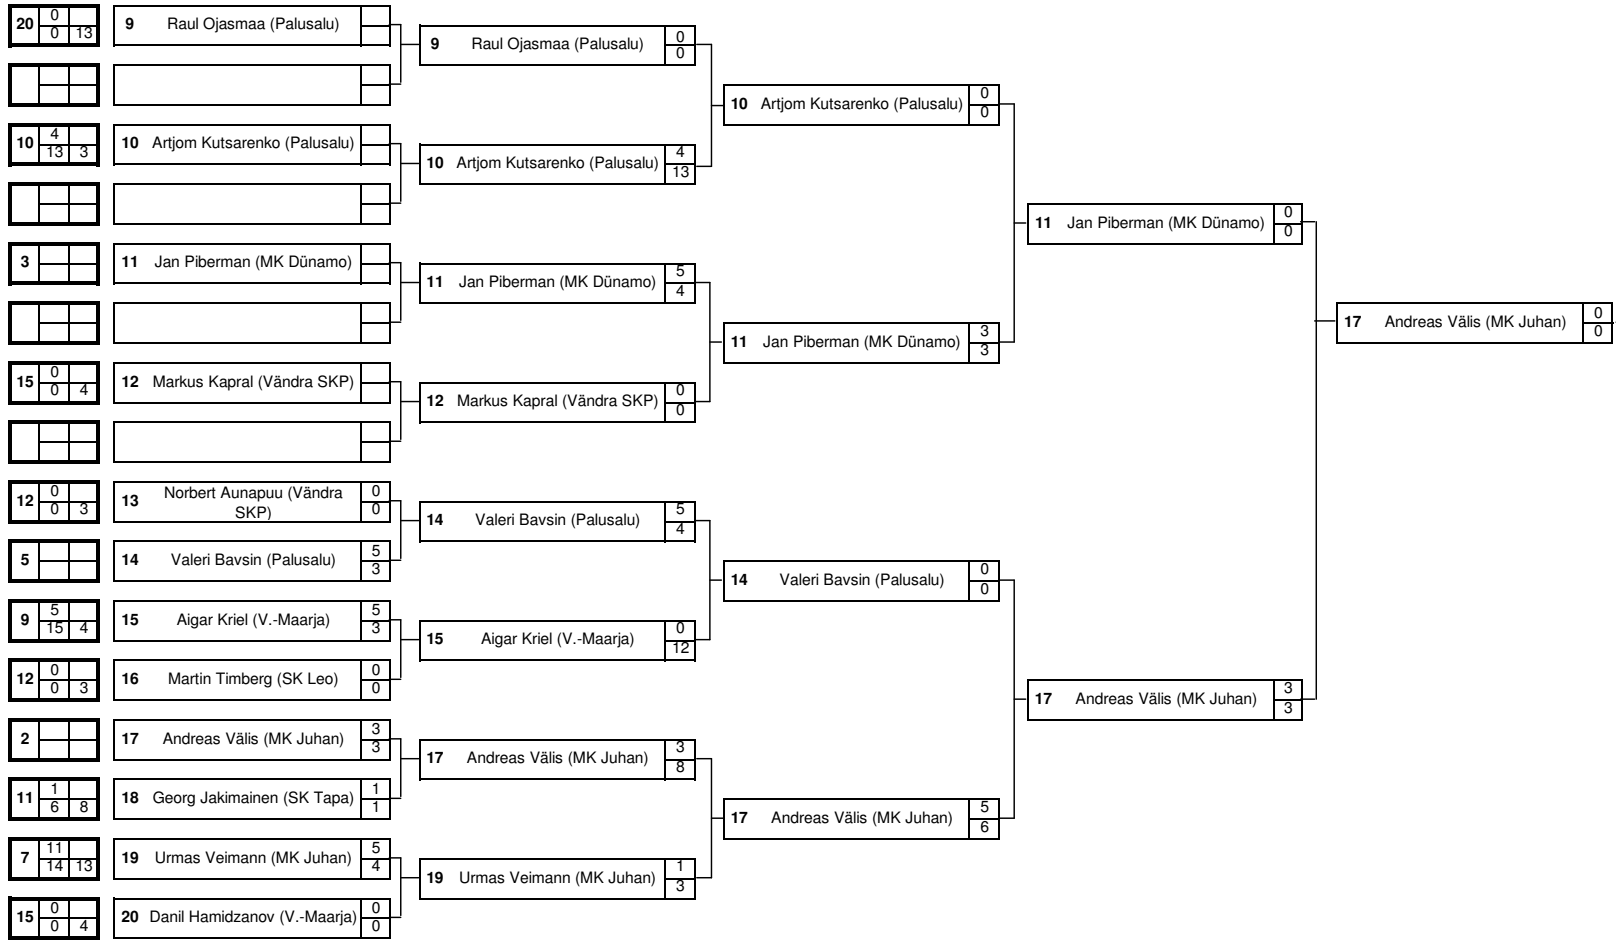 20 0 0 13 9 Raul Ojasmaa (Palusalu)
9 Raul Ojasmaa (Palusalu) 0 0
10 Artjom Kutsarenko (Palusalu) 0 0
10 4 13 3 10 Artjom Kutsarenko (Palusalu)
10 Artjom Kutsarenko (Palusalu) 4 13
11 Jan Piberman (MK Dünamo) 0 0
3 11 Jan Piberman (MK Dünamo)
11 Jan Piberman (MK Dünamo) 5 4
17 Andreas Välis (MK Juhan) 0 0
11 Jan Piberman (MK Dünamo) 3 3
15 0 0 4 12 Markus Kapral (Vändra SKP)
12 Markus Kapral (Vändra SKP) 0 0
12 0 0 3 13 Norbert Aunapuu (Vändra
SKP) 0 0
14 Valeri Bavsin (Palusalu) 5 4
5 14 Valeri Bavsin (Palusalu) 5 3
14 Valeri Bavsin (Palusalu) 0 0
9 5 15 4 15 Aigar Kriel (V.-Maarja) 5 3
15 Aigar Kriel (V.-Maarja) 0 12
12 0 0 3 16 Martin Timberg (SK Leo) 0 0
17 Andreas Välis (MK Juhan) 3 3
2 17 Andreas Välis (MK Juhan) 3 3
17 Andreas Välis (MK Juhan) 3 8
11 1 6 8 18 Georg Jakimainen (SK Tapa) 1 1
17 Andreas Välis (MK Juhan) 5 6
7 11 14 13 19 Urmas Veimann (MK Juhan) 5 4
19 Urmas Veimann (MK Juhan) 1 3
15 0 0 4 20 Danil Hamidzanov (V.-Maarja) 0 0